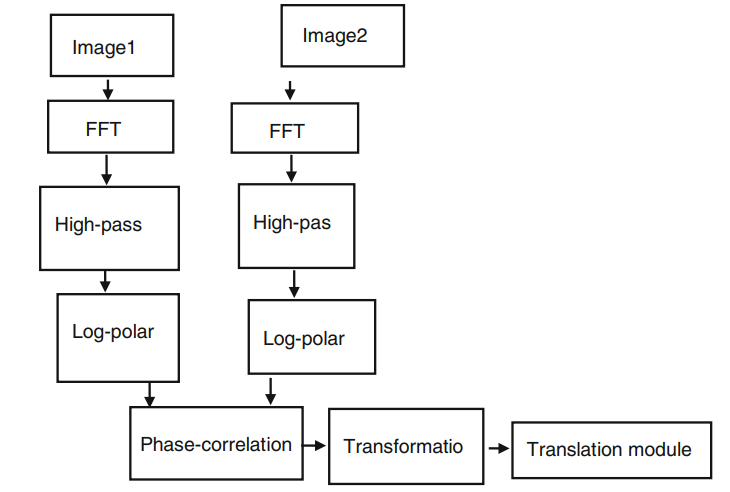 Image1
Image2
FFT
FFT
High-pass
High-pas
Log-polar
Log-polar
Phase-correlation
Transformatio
Translation module